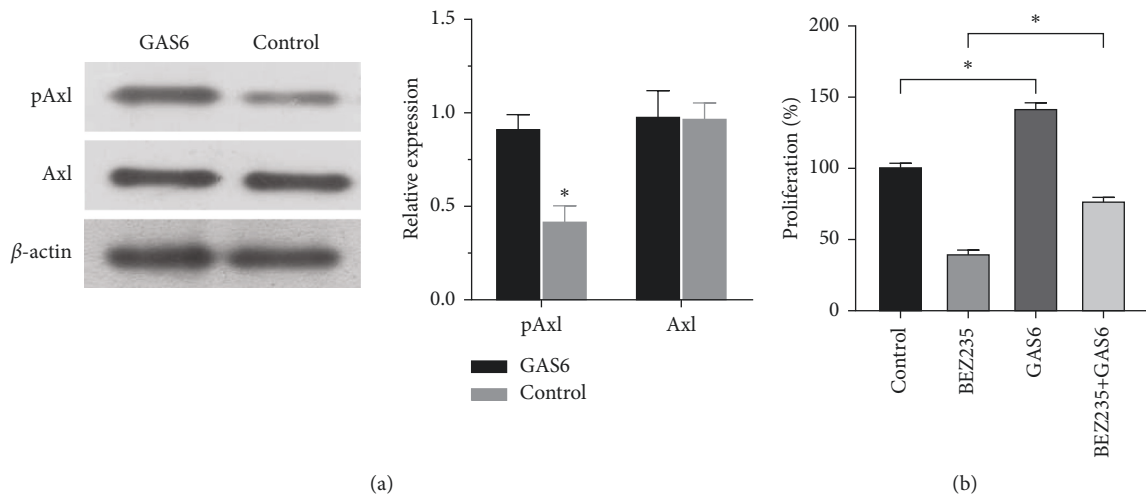 GAS6 Control
pAxl
Axl
β-actin
1.5
1.0
0.5
0.0
Relative expression
*
pAxl Axl
GAS6
Control
(a)
200
150
100
50
0
Proliferation (%)
*
*
Control
BEZ235
GAS6
BEZ235+GAS6
(b)